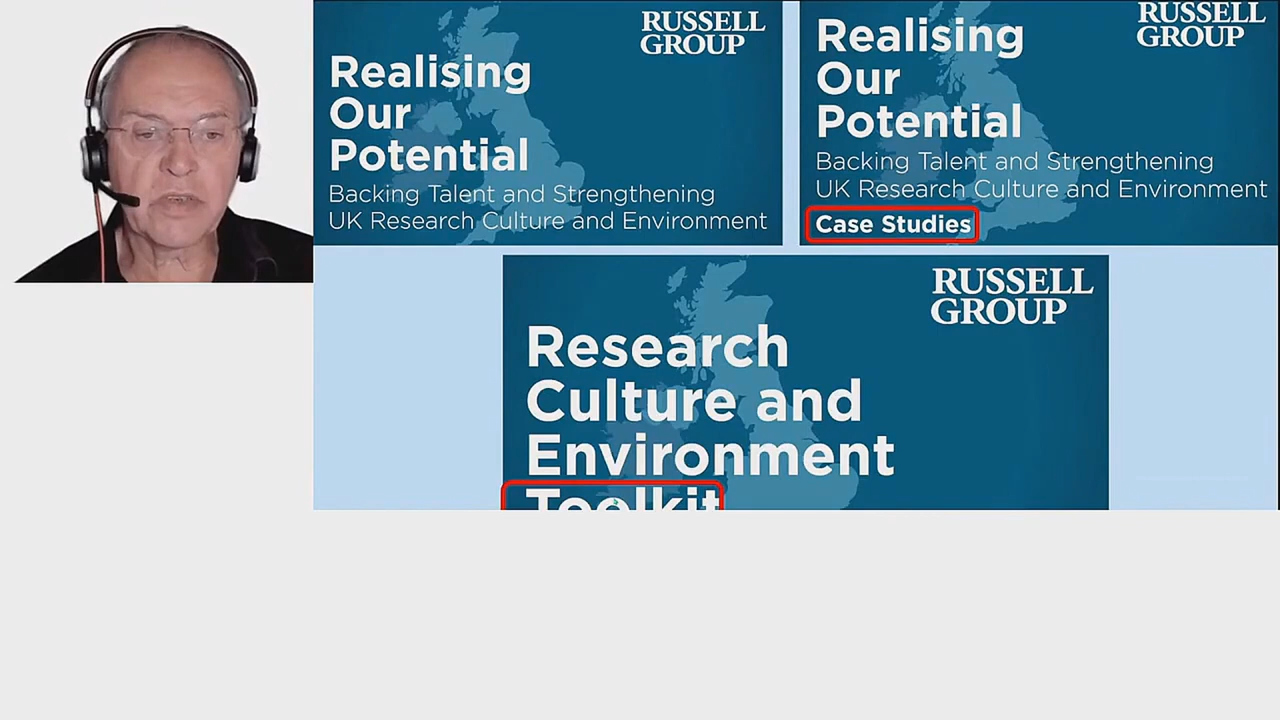 RUSSELL
GROUP
Realising
Our
Potential
Backing Talent and Strengthening
UK Research Culture and Environment
RUSSELL
GROUP
Realising
Our
Potential
Backing Talent and Strengthening
UK Research Culture and Environment
Case Studies
RUSSELL
GROUP
Research
Culture and
Environment
Toolkit